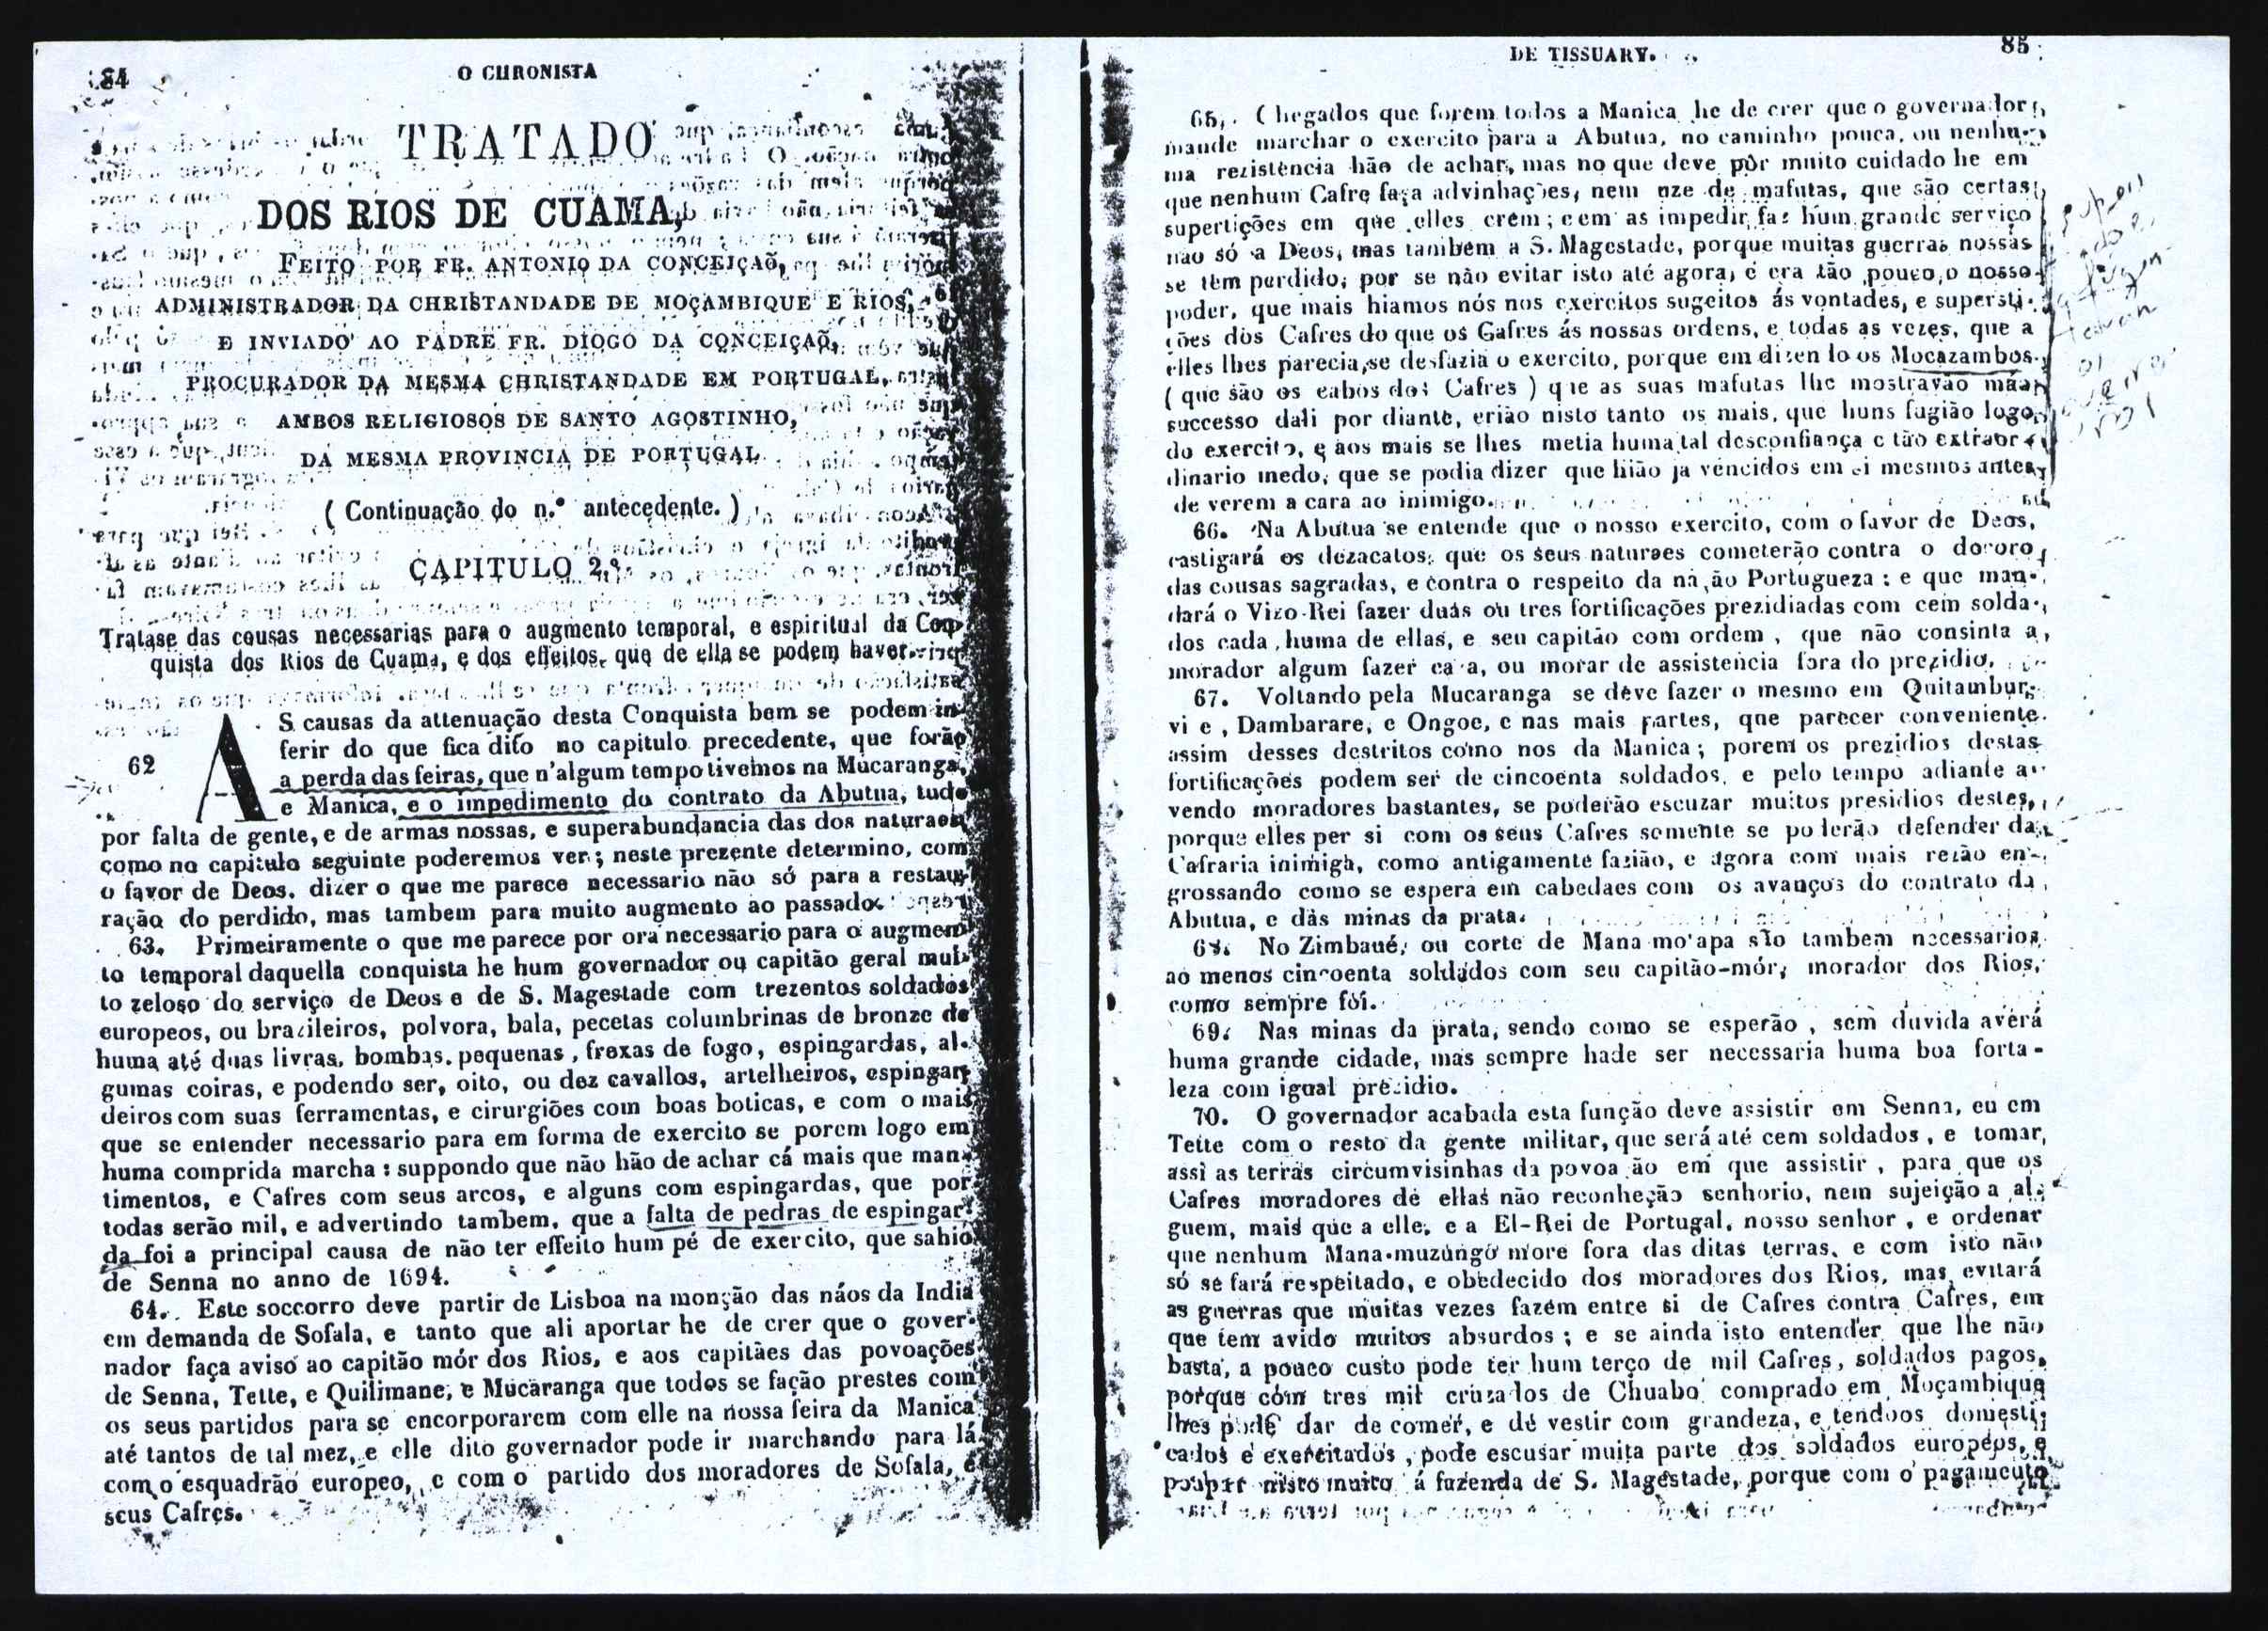 84
O CHRONISTA
TRATADO
DOS RIOS DE CUAMA,
FEITO POR FR. ANTONIO DA CONCEIÇAÕ,
ADMINISTRADOR DA CHRISTANDADE DE MOÇAMBIQUE E RIOS,
E INVIADO AO PADRE FR. DIOGO DA CONCEIÇAÕ,
PROCURADOR DA MESMA CHRISTANDADE EM PORTUGAL,
AMBOS RELIGIOSOS DE SANTO AGOSTINHO,
DA MESMA PROVINCIA DE PORTUGAL
( Continuação do n.º antecedente. )
CAPITULO 2.º
Tratase das cousas necessarias para o augmento temporal, e espiritual da Con-
quista dos Rios de Cuama, e dos effeitos, que de ella se podem haver.
62 AS causas da attenuação desta Conquista bem se podem in-
ferir do que fica dito no capitulo precedente, que forão
a perda das feiras, que n'algum tempo tivemos na Mucaranga,
e Manica, e o impedimento do contrato da Abutua, tudo
por falta de gente, e de armas nossas, e superabundancia das dos naturaes,
como no capitulo seguinte poderemos ver; neste prezente determino, com
o favor de Deos, dizer o que me parece necessario não só para a restau-
ração do perdido, mas tambem para muito augmento ao passado.
63. Primeiramente o que me parece por ora necessario para o augmen-
to temporal daquella conquista he hum governador ou capitão geral mui-
to zeloso do serviço de Deos e de S. Magestade com trezentos soldados
europeos, ou brazileiros, polvora, bala, pecetas columbrinas de bronze de
huma até duas livras, bombas, pequenas, frexas de fogo, espingardas, al-
gumas coiras, e podendo ser, oito, ou dez cavallos, artelheiros, espingar-
deiros com suas ferramentas, e cirurgiões com boas boticas, e com o mais
que se entender necessario para em forma de exercito se porem logo em
huma comprida marcha: suppondo que não hão de achar cá mais que man-
timentos, e Cafres com seus arcos, e alguns com espingardas, que por
todas serão mil, e advertindo tambem, que a falta de pedras de espingar-
da foi a principal causa de não ter effeito hum pé de exercito, que sahio
de Senna no anno de 1694.
64. Este soccorro deve partir de Lisboa na monção das náos da India
em demanda de Sofala, e tanto que ali aportar he de crer que o gover-
nador faça aviso ao capitão mór dos Rios, e aos capitães das povoações
de Senna, Tette, e Quilimane, e Mucaranga que todos se fação prestes com
os seus partidos para se encorporarem com elle na nossa feira da Manica
até tantos de tal mez, e elle dito governador pode ir marchando para lá
com o esquadrão européo, e com o partido dos moradores de Sofala, e
seus Cafres.
DE TISSUARY.
85
65. Chegados que forem todos a Manica he de crer que o governador
mande marchar o exercito para a Abutua, no caminho pouca, ou nenhu-
ma rezistencia hão de achar, mas no que deve pôr muito cuidado he em
que nenhum Cafre faça advinhações, nem uze de mafutas, que são certas
supertições em que elles crem; e em as impedir faz hum grande serviço
não só a Deos, mas tambem a S. Magestade, porque muitas guerras nossas
se têm perdido, por se não evitar isto até agora, e era tão pouco o nosso
poder, que mais hiamos nós nos exercitos sugeitos ás vontades, e supersti-
ções dos Cafres do que os Cafres ás nossas ordens, e todas as vezes, que a
elles lhes parecia, se desfazia o exercito, porque em dizendo os Mocazambos
( que são os cabos dos Cafres ) que as suas mafutas lhe mostravão máo
successo dali por diante, crião nisto tanto os mais, que huns fugião logo
do exercito, e aos mais se lhes metia huma tal desconfiança e tão extraor-
dinario medo, que se podia dizer que hião ja vencidos em si mesmos antes
de verem a cara ao inimigo.
66. Na Abutua se entende que o nosso exercito, com o favor de Deos,
castigará os dezacatos, que os seus naturaes cometerão contra o decoro
das cousas sagradas, e contra o respeito da nação Portugueza: e que man-
dará o Vizo-Rei fazer duas ou tres fortificações prezidiadas com cem solda-
dos cada huma de ellas, e seu capitão com ordem, que não consinta a
morador algum fazer caza, ou morar de assistencia fora do prezidio.
67. Voltando pela Mucaranga se deve fazer o mesmo em Quitambur-
vi e, Dambarare, e Ongoe, e nas mais partes, que parecer conveniente
assim desses destritos como nos da Manica; porem os prezidios destas
fortificações podem ser de cincoenta soldados, e pelo tempo adiante a-
vendo moradores bastantes, se poderão escuzar muitos presidios destes,
porque elles per si com os seus Cafres somente se poderão defender da
Cafraria inimiga, como antigamente fazião, e agora com mais rezão en-
grossando como se espera em cabedaes com os avanços do contrato da
Abutua, e das minas da prata.
68. No Zimbaué, ou corte de Manamotapa são tambem necessarios
ao menos cincoenta soldados com seu capitão-mór, morador dos Rios,
como sempre foi.
69. Nas minas da prata, sendo como se esperão, sem duvida averá
huma grande cidade, mas sempre hade ser necessaria huma boa forta-
leza com igual prezidio.
70. O governador acabada esta função deve assistir em Senna, eu em
Tette com o resto da gente militar, que será até cem soldados, e tomar
assi as terras circumvisinhas da povoação em que assistir, para que os
Cafres moradores de ellas não reconheção senhorio, nem sujeição a al-
guem, mais que a elle, e a El-Rei de Portugal, nosso senhor, e ordenar
que nenhum Mana-muzungo more fora das ditas terras, e com isto não
só se fará respeitado, e obedecido dos moradores dos Rios, mas evitará
as guerras que muitas vezes fazem entre si de Cafres contra Cafres, em
que tem avido muitos absurdos; e se ainda isto entender que lhe não
basta, a pouco custo pode ter hum terço de mil Cafres, soldados pagos,
porque com tres mil cruzados de Chuabo comprado em Moçambique
lhes pode dar de comer, e de vestir com grandeza, e tendoos domesti-
cados e exercitados, pode escusar muita parte dos soldados européos, e
poupar nisto muito á fazenda de S. Magestade, porque com o pagamento